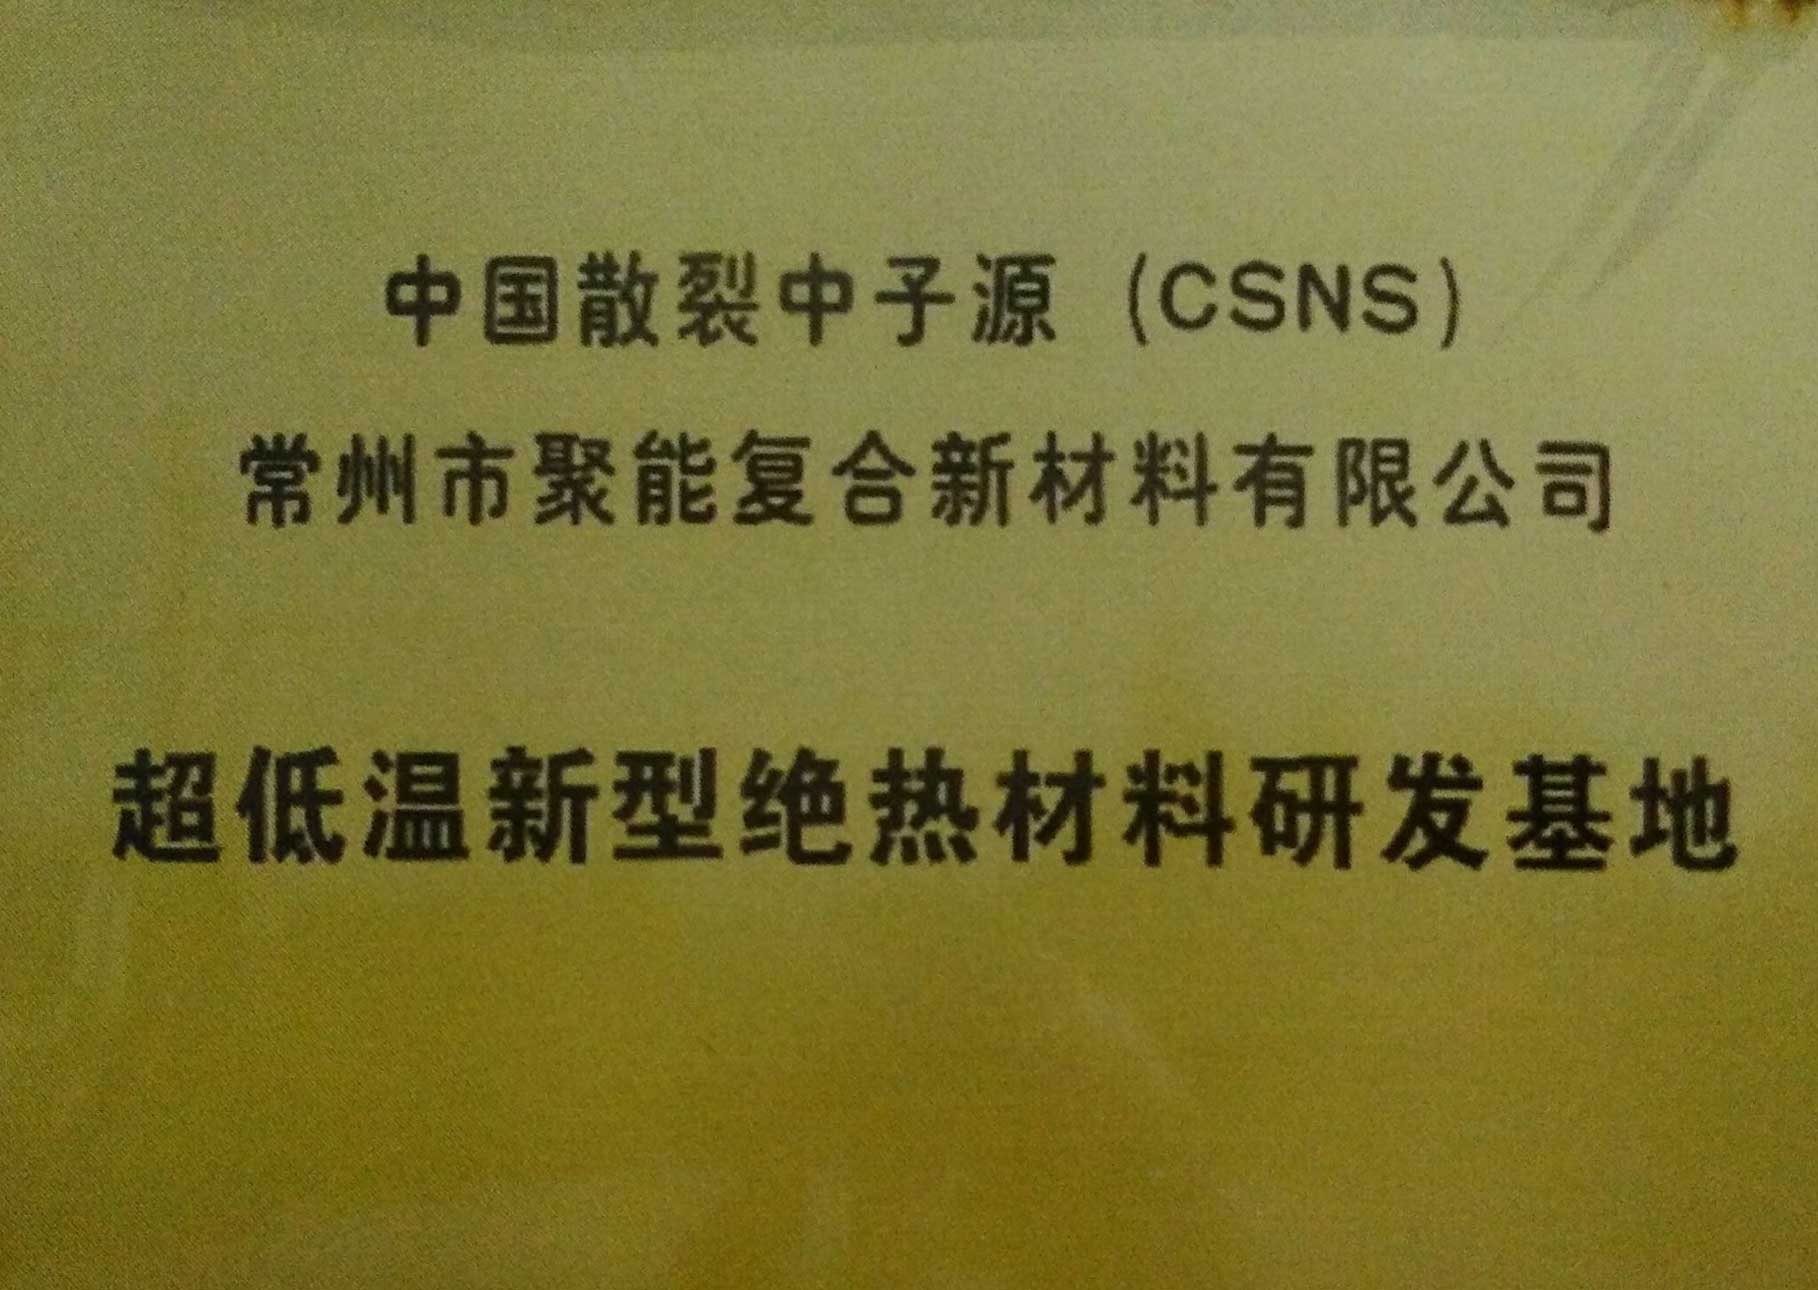 中国散裂中子源（CSNS）
常州市聚能复合新材料有限公司
超低温新型绝热材料研发基地